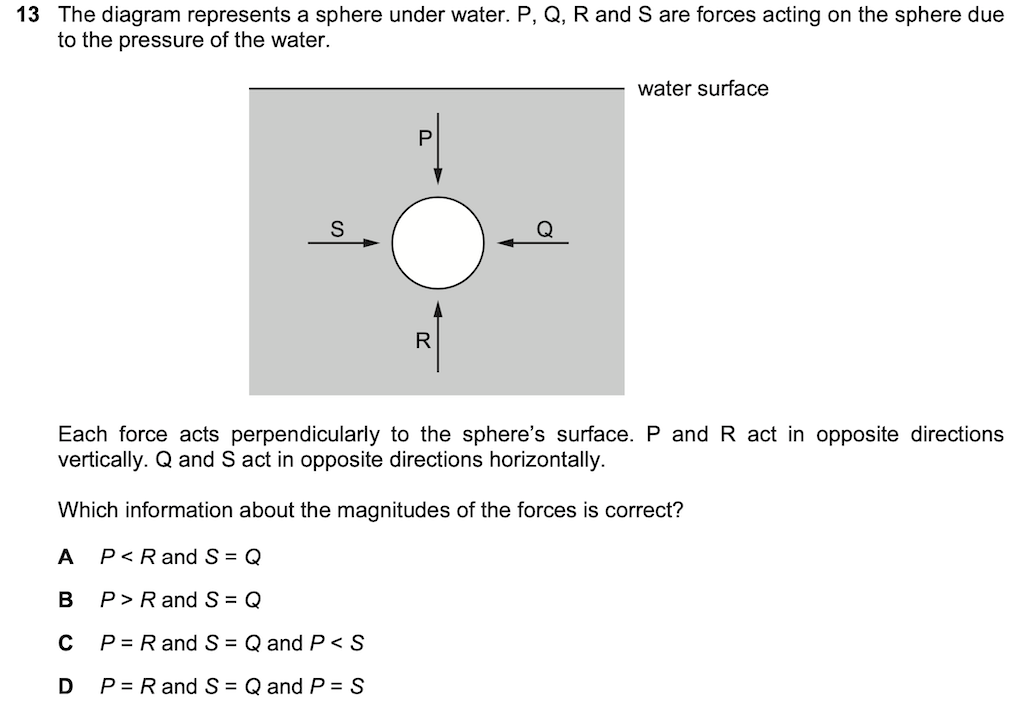 13 The diagram represents a sphere under water. P, Q, R and S are forces acting on the sphere due
to the pressure of the water.
water surface
P
S
Q
R
Each force acts perpendicularly to the sphere’s surface. P and R act in opposite directions
vertically. Q and S act in opposite directions horizontally.
Which information about the magnitudes of the forces is correct?
A P < R and S = Q
B P > R and S = Q
C P = R and S = Q and P < S
D P = R and S = Q and P = S